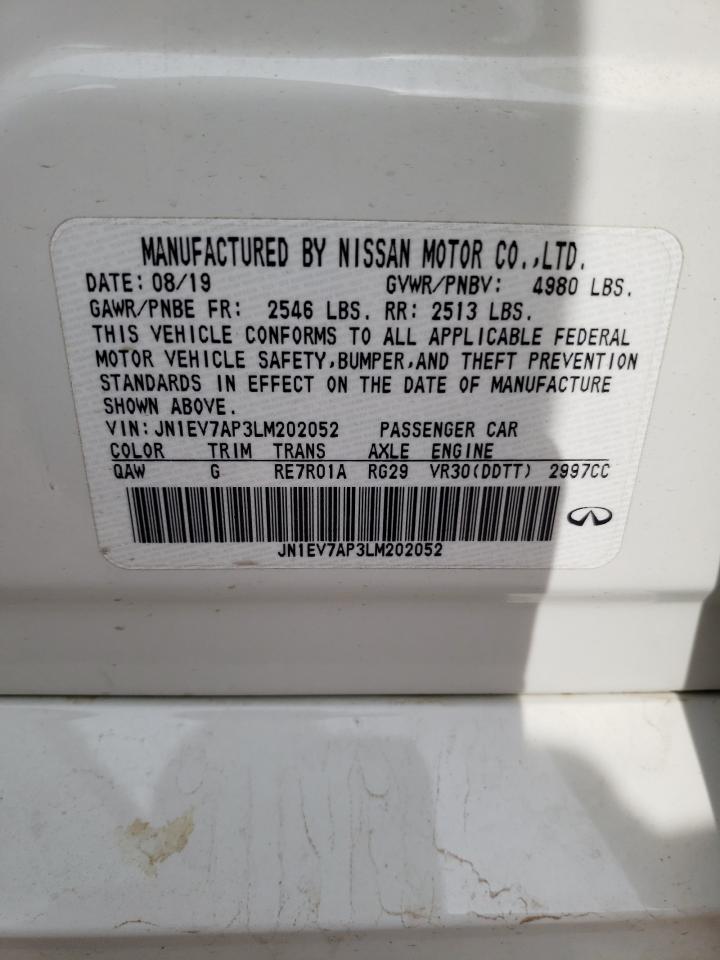 MANUFACTURED BY NISSAN MOTOR CO.,LTD.
DATE: 08/19 GVWR/PNBV: 4980 LBS.
GAWR/PNBE FR: 2546 LBS. RR: 2513 LBS.
THIS VEHICLE CONFORMS TO ALL APPLICABLE FEDERAL
MOTOR VEHICLE SAFETY,BUMPER,AND THEFT PREVENTION
STANDARDS IN EFFECT ON THE DATE OF MANUFACTURE
SHOWN ABOVE.
VIN: JN1EV7AP3LM202052 PASSENGER CAR
COLOR TRIM TRANS AXLE ENGINE
QAW G RE7R01A RG29 VR30(DDTT) 2997CC
JN1EV7AP3LM202052